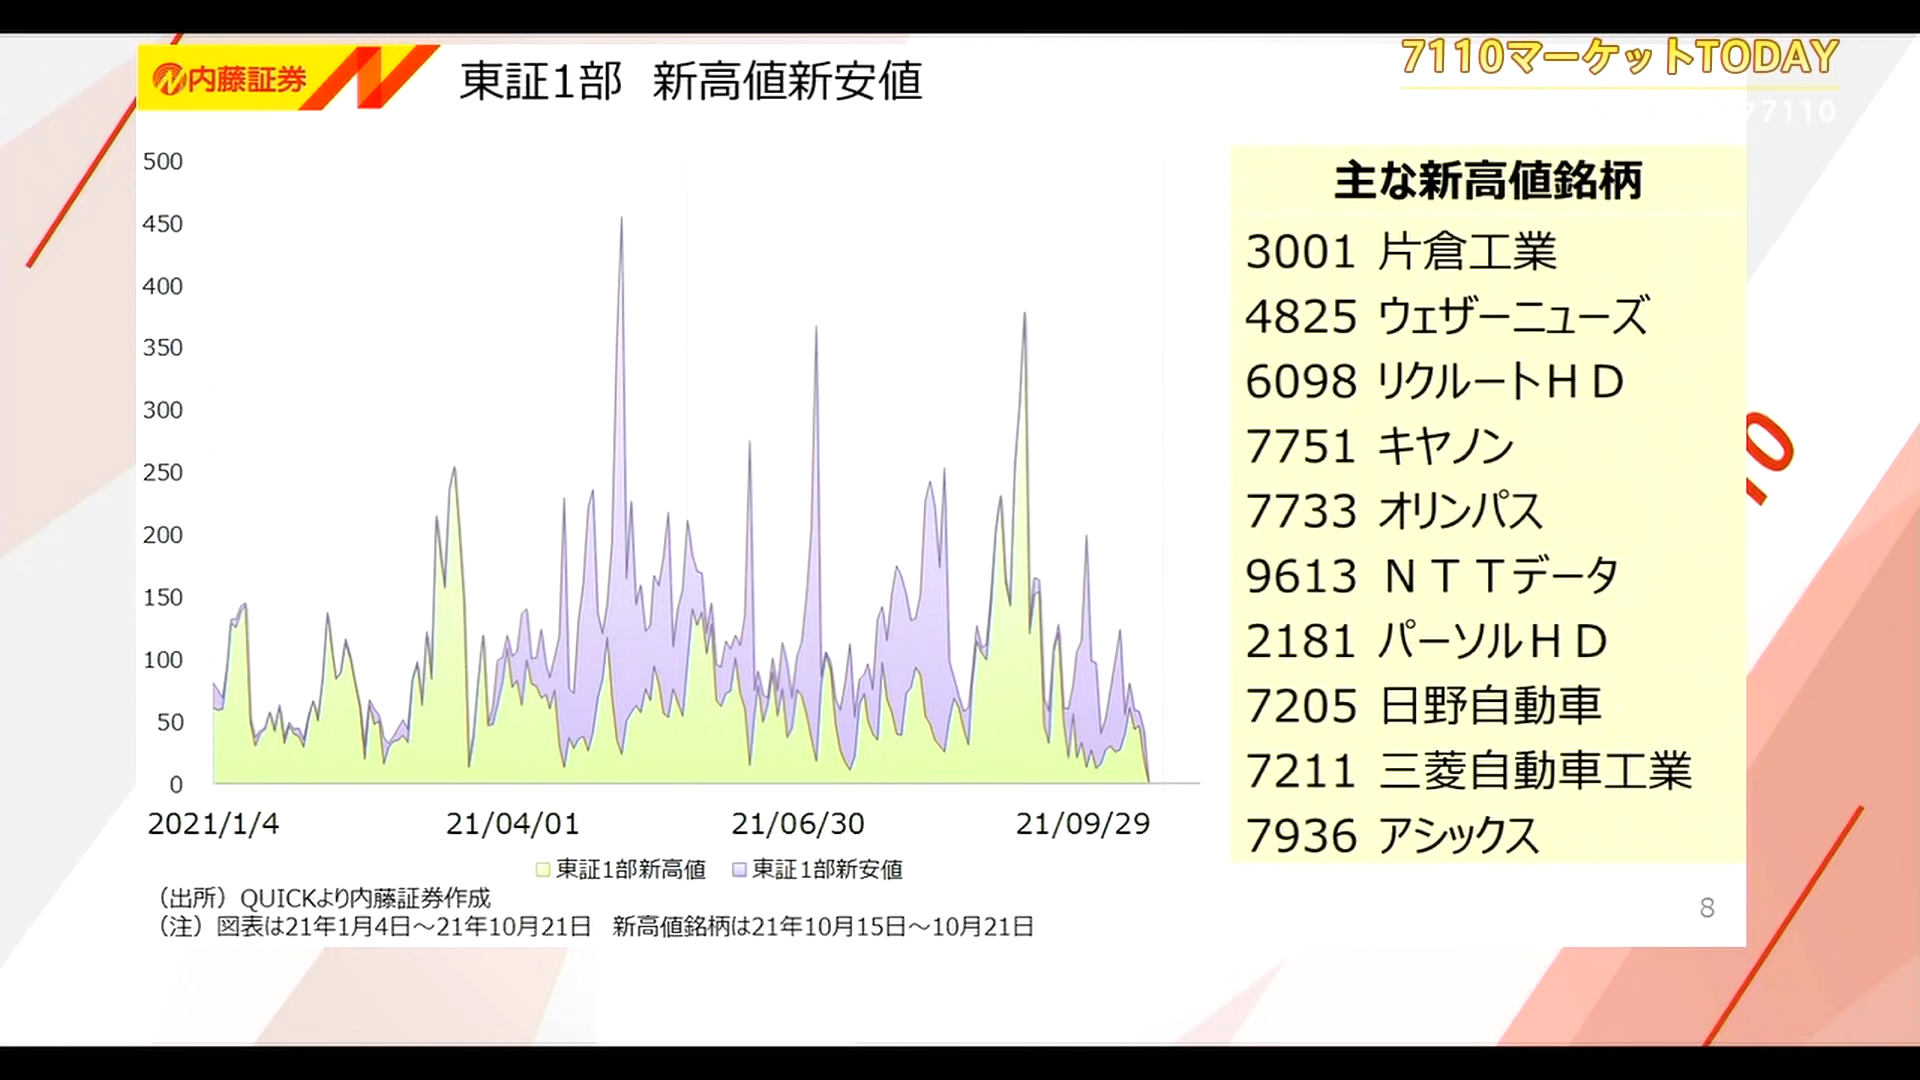 7110マーケットTODAY
内藤証券
東証1部 新高値新安値
7110
500
450
400
350
300
250
200
150
100
50
0
2021/1/4
21/04/01
21/06/30
21/09/29
東証1部新高値
東証1部新安値
（出所）QUICKより内藤証券作成
（注）図表は21年1月4日～21年10月21日 新高値銘柄は21年10月15日～10月21日
主な新高値銘柄
3001 片倉工業
4825 ウェザーニューズ
6098 リクルートＨＤ
7751 キヤノン
7733 オリンパス
9613 ＮＴＴデータ
2181 パーソルＨＤ
7205 日野自動車
7211 三菱自動車工業
7936 アシックス
8